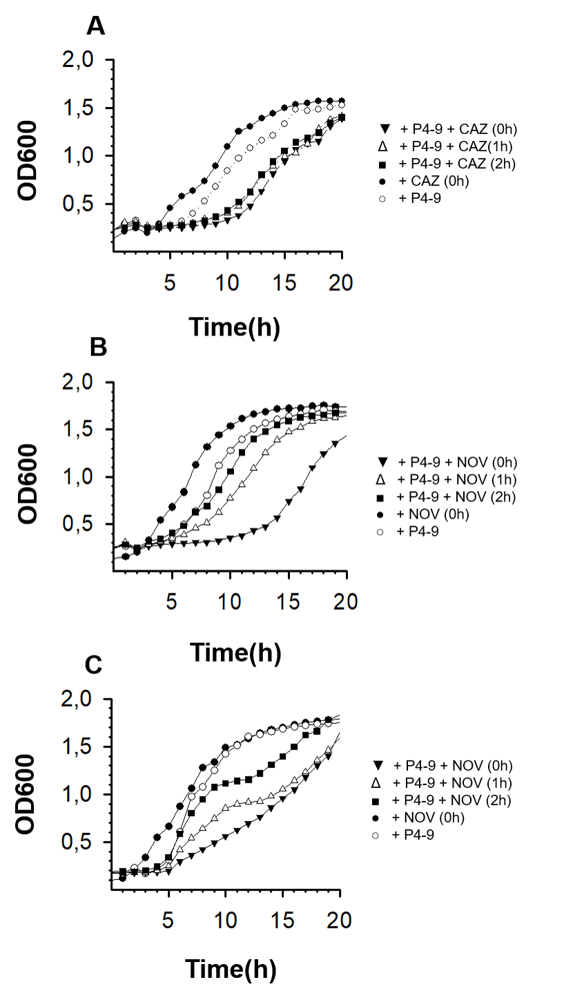 A
2,0
1,5
1,0
0,5
OD600
5 10 15 20
Time(h)
+ P4-9 + CAZ (0h)
+ P4-9 + CAZ(1h)
+ P4-9 + CAZ (2h)
+ CAZ (0h)
+ P4-9
B
2,0
1,5
1,0
0,5
OD600
5 10 15 20
Time(h)
+ P4-9 + NOV (0h)
+ P4-9 + NOV (1h)
+ P4-9 + NOV (2h)
+ NOV (0h)
+ P4-9
C
2,0
1,5
1,0
0,5
OD600
5 10 15 20
Time(h)
+ P4-9 + NOV (0h)
+ P4-9 + NOV (1h)
+ P4-9 + NOV (2h)
+ NOV (0h)
+ P4-9